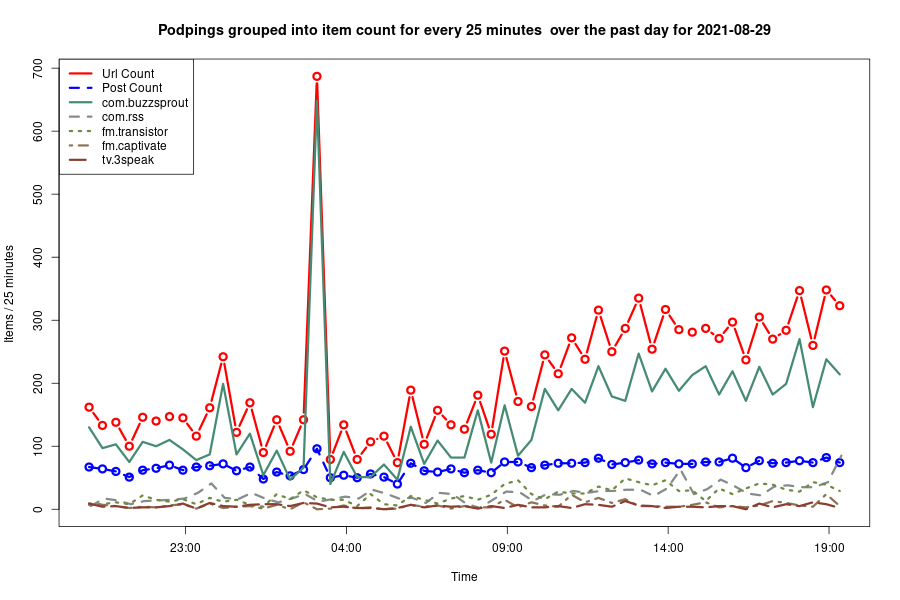 Podpings grouped into item count for every 25 minutes  over the past day for 2021-08-29
Url Count
Post Count
com.buzzsprout
com.rss
fm.transistor
fm.captivate
tv.3speak
Items / 25 minutes
700
600
500
400
300
200
100
0
23:00 04:00 09:00 14:00 19:00
Time